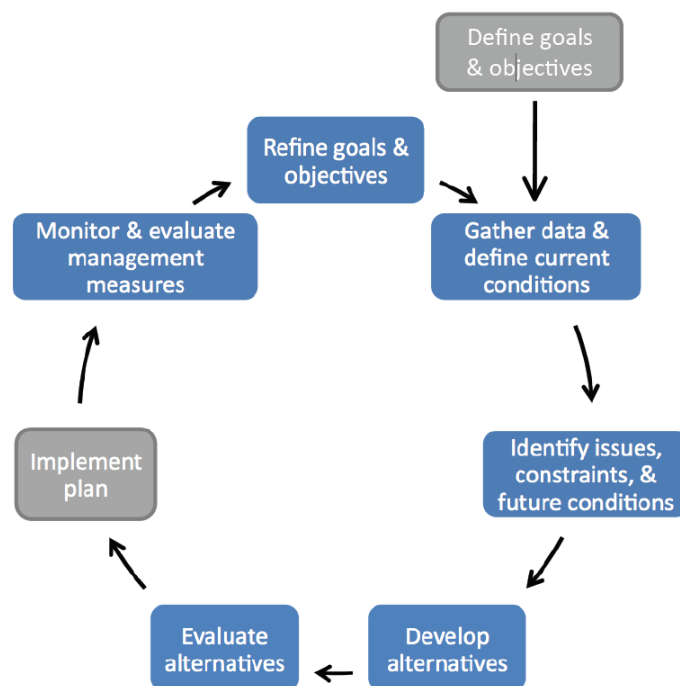 Define goals
& objectives
Refine goals &
objectives
Monitor & evaluate
management
measures
Gather data &
define current
conditions
Implement
plan
Identify issues,
constraints, &
future conditions
Evaluate
alternatives
Develop
alternatives